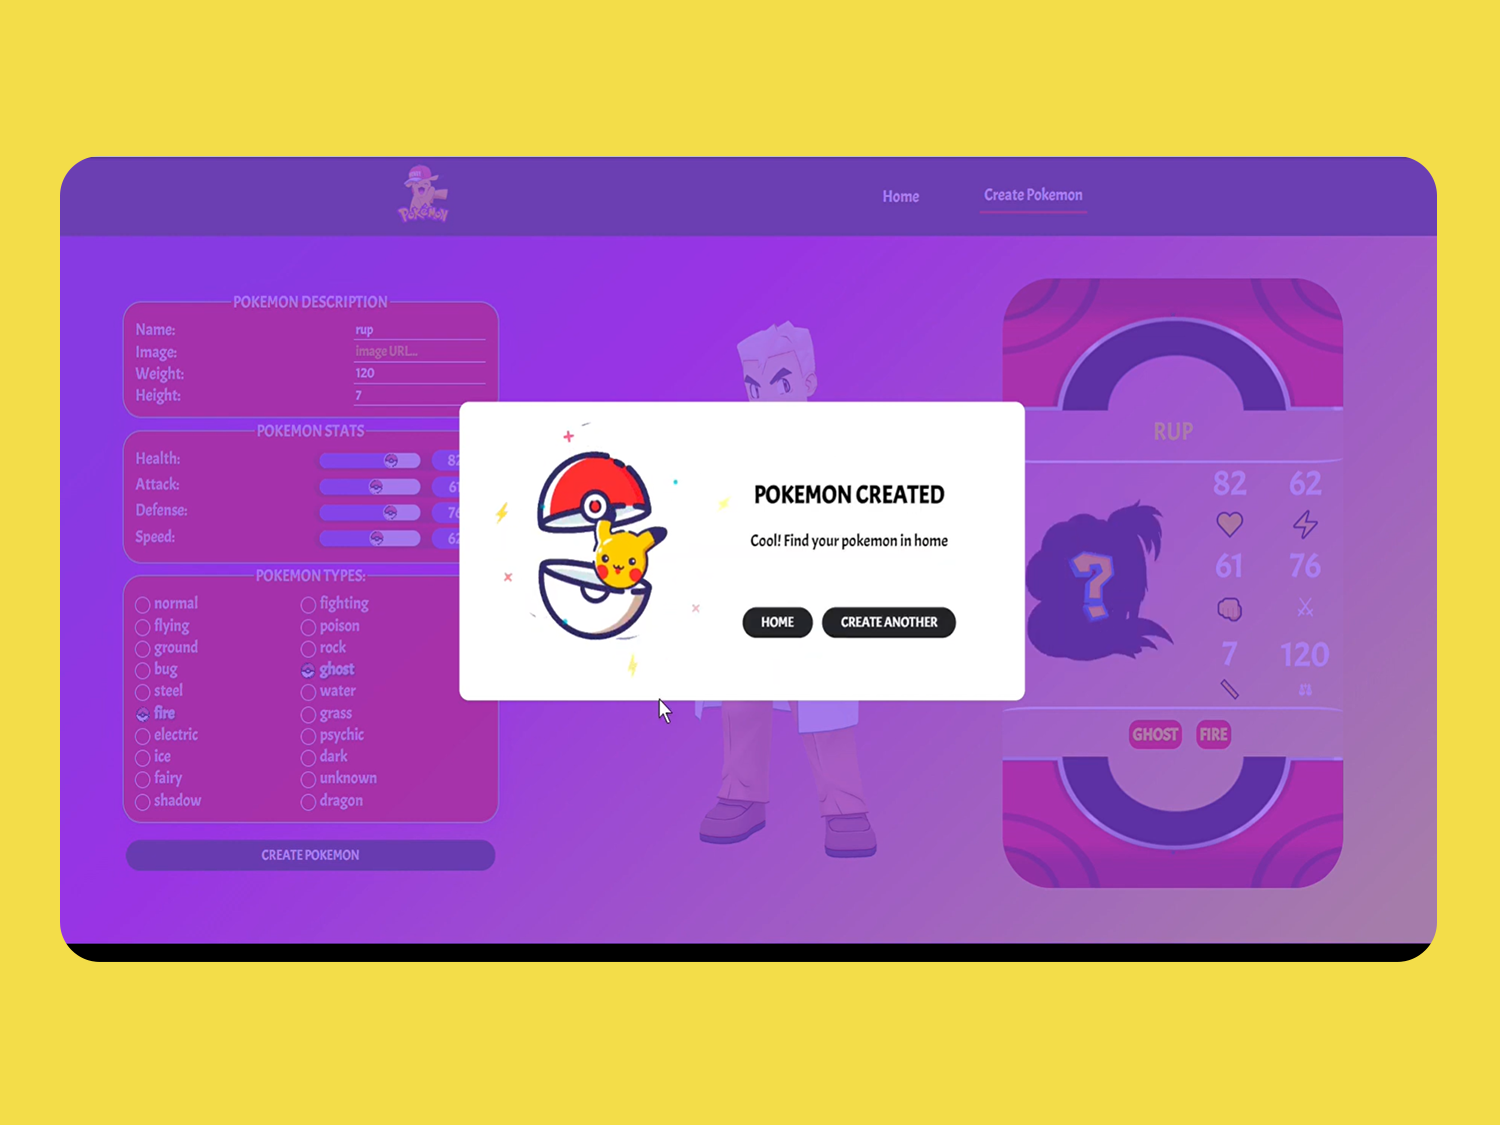 POKéMON
Home
Create Pokemon
POKEMON DESCRIPTION
Name: rup
Image: image URL...
Weight: 120
Height: 7
POKEMON STATS
Health: 82
Attack: 61
Defense: 76
Speed: 62
POKEMON TYPES:
normal fighting
flying poison
ground rock
bug ghost
steel water
fire grass
electric psychic
ice dark
fairy unknown
shadow dragon
CREATE POKEMON
POKEMON CREATED
Cool! Find your pokemon in home
HOME CREATE ANOTHER
RUP
82 62
?
61 76
7 120
GHOST FIRE